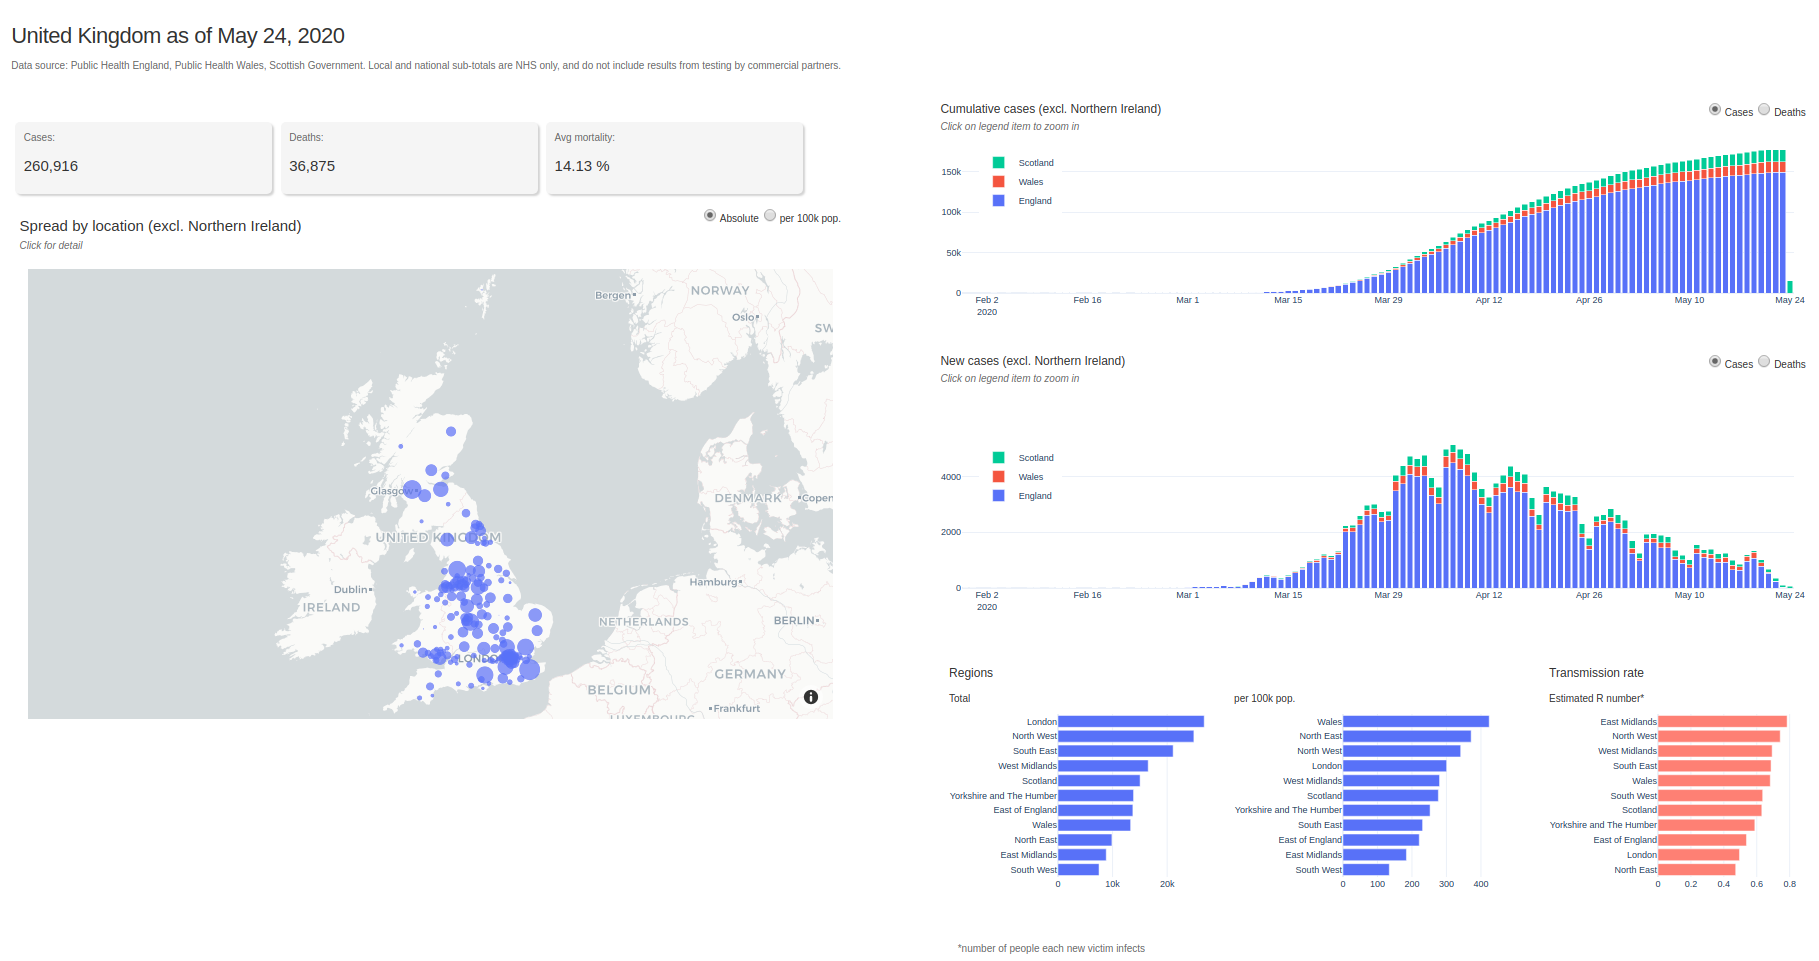 United Kingdom as of May 24, 2020
Data source: Public Health England, Public Health Wales, Scottish Government. Local and national sub-totals are NHS only, and do not include results from testing by commercial partners.
Cases:
260,916
Deaths:
36,875
Avg mortality:
14.13 %
Spread by location (excl. Northern Ireland)
Absolute per 100k pop.
Click for detail
NORWAY
Bergen
Oslo
SW
DENMARK
Copen
Glasgow
UNITED KINGDOM
Hamburg
Dublin
IRELAND
NETHERLANDS
BERLIN
LONDON
GERMANY
BELGIUM
Frankfurt
LUXEMBOURG
Cumulative cases (excl. Northern Ireland)
Cases Deaths
Click on legend item to zoom in
Scotland
Wales
England
150k
100k
50k
0
Feb 2 Feb 16 Mar 1 Mar 15 Mar 29 Apr 12 Apr 26 May 10 May 24
2020
New cases (excl. Northern Ireland)
Cases Deaths
Click on legend item to zoom in
Scotland
Wales
England
4000
2000
0
Feb 2 Feb 16 Mar 1 Mar 15 Mar 29 Apr 12 Apr 26 May 10 May 24
2020
Regions
Total
London
North West
South East
West Midlands
Scotland
Yorkshire and The Humber
East of England
Wales
North East
East Midlands
South West
0 10k 20k
per 100k pop.
Wales
North East
North West
London
West Midlands
Scotland
Yorkshire and The Humber
South East
East of England
East Midlands
South West
0 100 200 300 400
Transmission rate
Estimated R number*
East Midlands
North West
West Midlands
South East
Wales
South West
Scotland
Yorkshire and The Humber
East of England
London
North East
0 0.2 0.4 0.6 0.8
*number of people each new victim infects